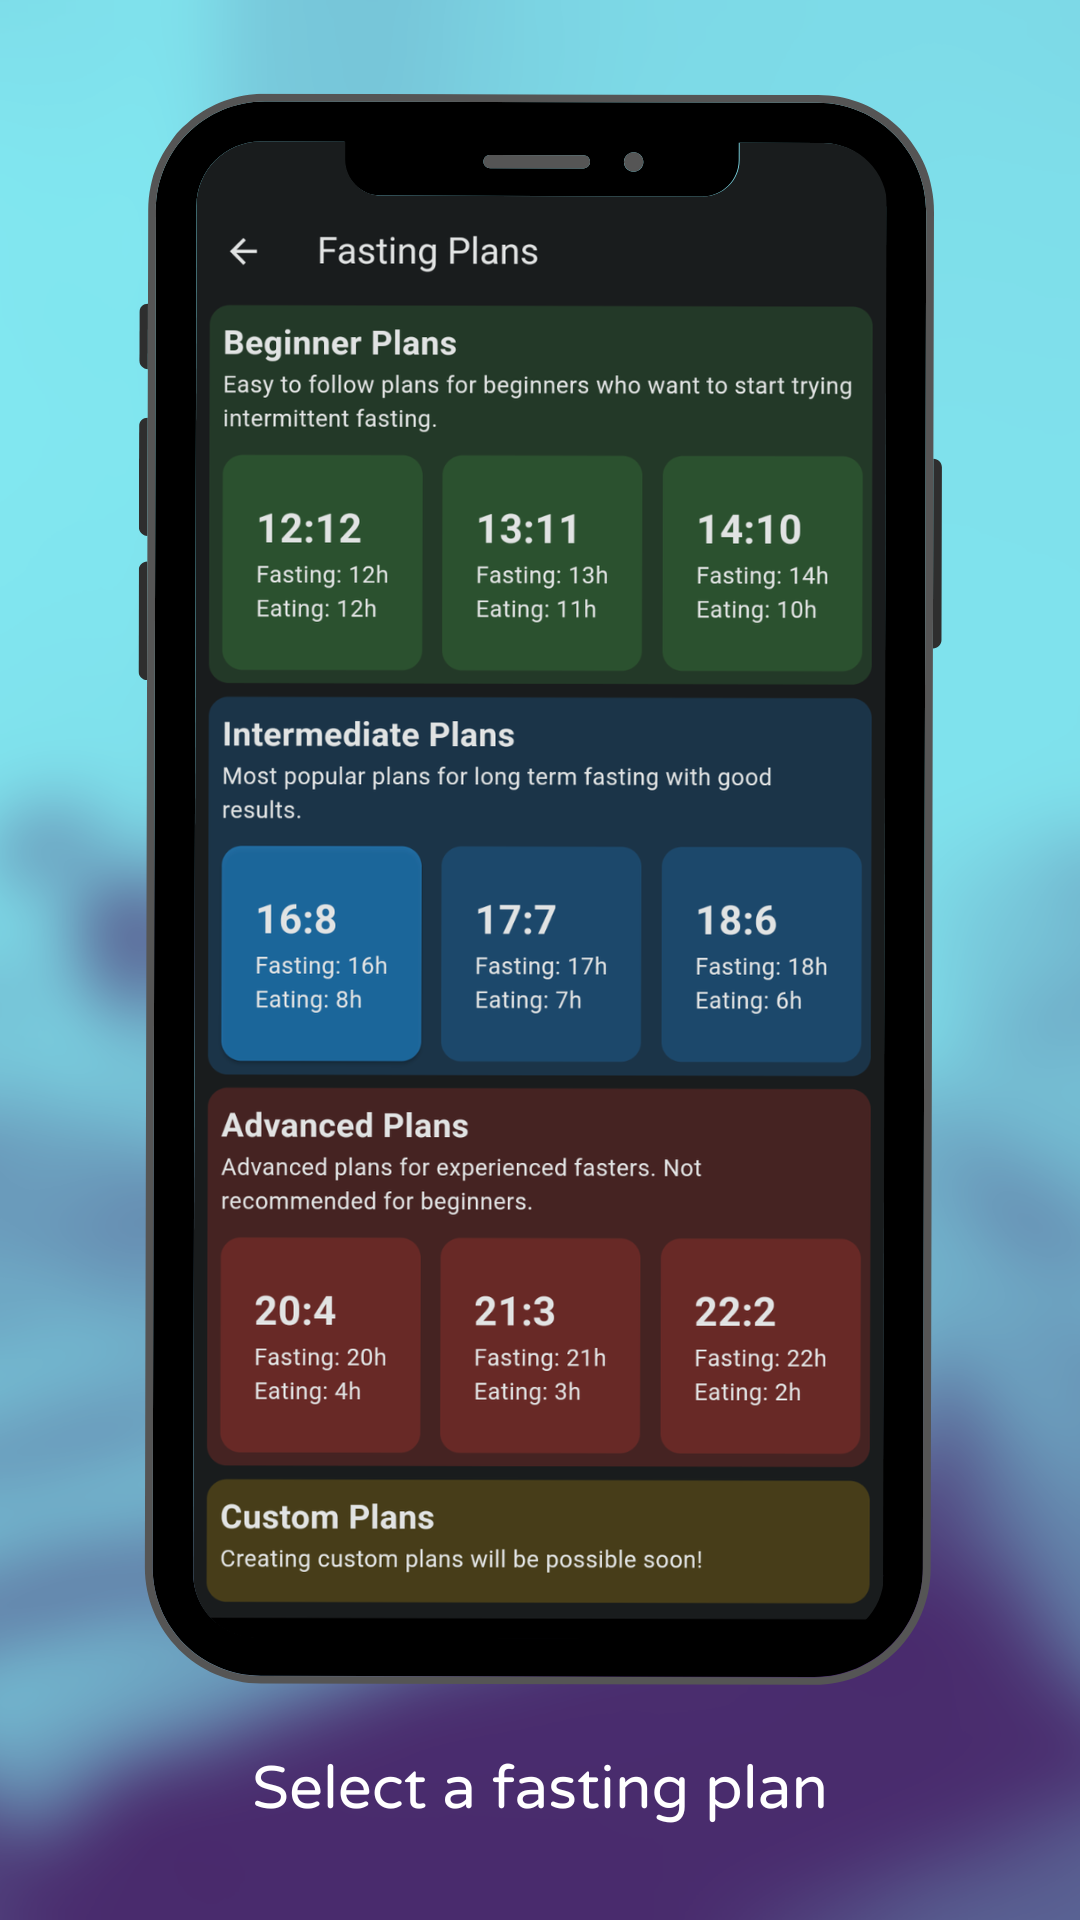 Fasting Plans
Beginner Plans
Easy to follow plans for beginners who want to start trying
intermittent fasting.
12:12
Fasting: 12h
Eating: 12h
13:11
Fasting: 13h
Eating: 11h
14:10
Fasting: 14h
Eating: 10h
Intermediate Plans
Most popular plans for long term fasting with good
results.
16:8
Fasting: 16h
Eating: 8h
17:7
Fasting: 17h
Eating: 7h
18:6
Fasting: 18h
Eating: 6h
Advanced Plans
Advanced plans for experienced fasters. Not
recommended for beginners.
20:4
Fasting: 20h
Eating: 4h
21:3
Fasting: 21h
Eating: 3h
22:2
Fasting: 22h
Eating: 2h
Custom Plans
Creating custom plans will be possible soon!
Select a fasting plan